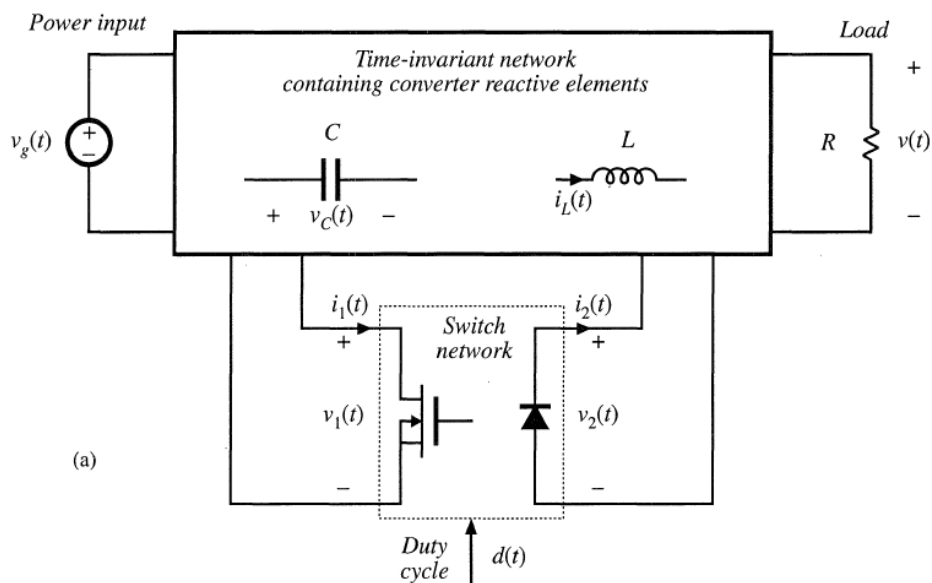 Power input
Load
Time-invariant network
containing converter reactive elements
C
L
+
v_g(t)
+
−
R
v(t)
i_L(t)
+ v_C(t) −
−
i_1(t)
i_2(t)
+
Switch
network
+
v_1(t)
v_2(t)
(a)
−
−
Duty
cycle
d(t)